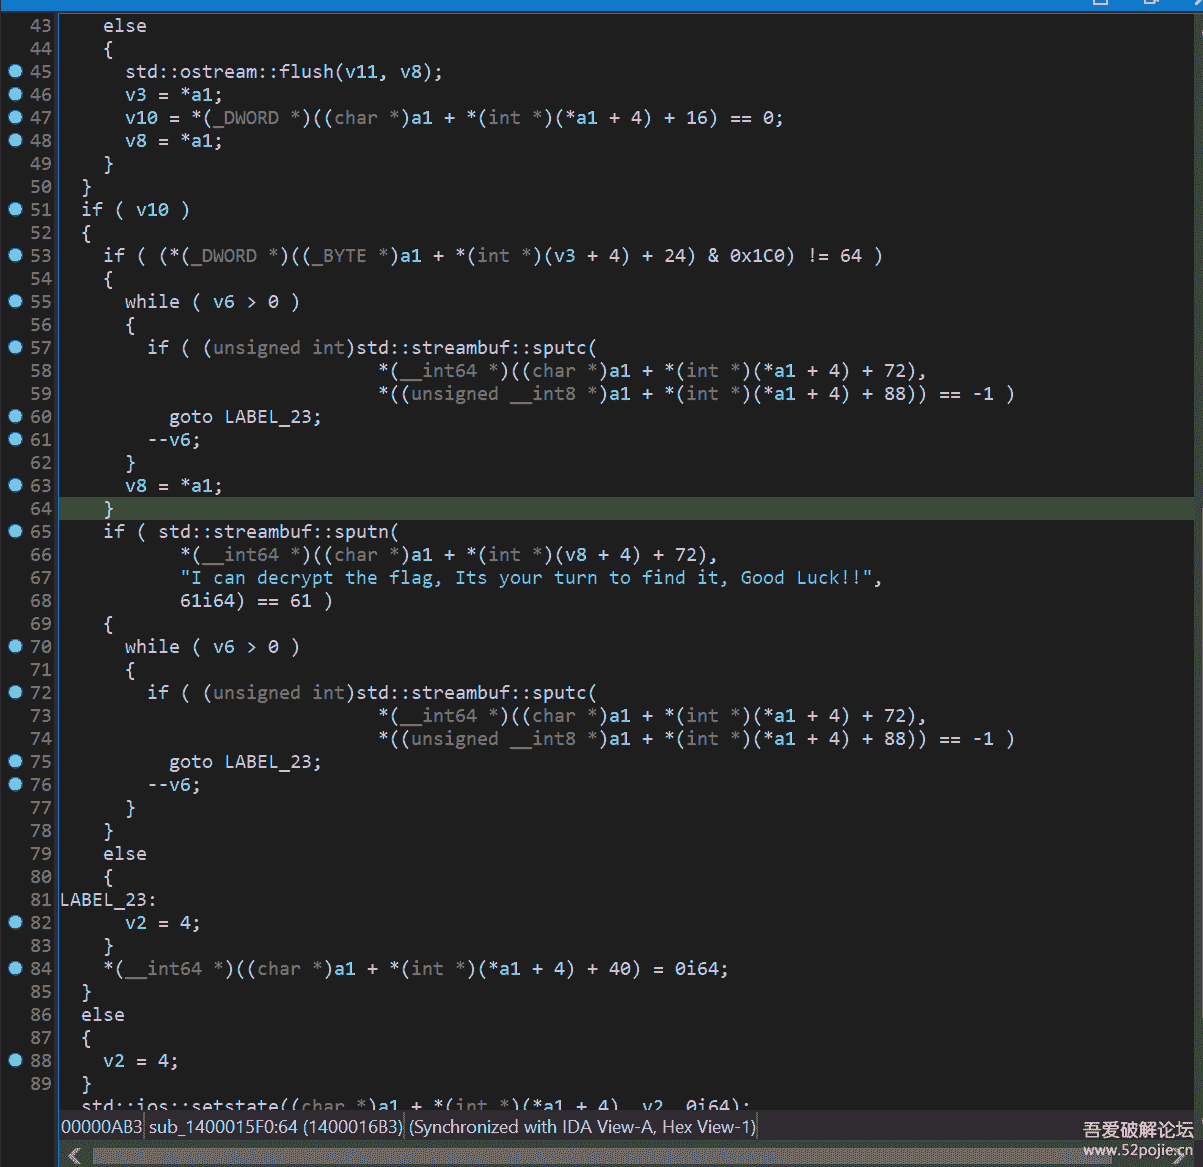 43 else
44 {
45 std::ostream::flush(v11, v8);
46 v3 = *a1;
47 v10 = *(_DWORD *)((char *)a1 + *(int *)(*a1 + 4) + 16) == 0;
48 v8 = *a1;
49 }
50 }
51 if ( v10 )
52 {
53 if ( (*(_DWORD *)((_BYTE *)a1 + *(int *)(v3 + 4) + 24) & 0x1C0) != 64 )
54 {
55 while ( v6 > 0 )
56 {
57 if ( (unsigned int)std::streambuf::sputc(
58 *(__int64 *)((char *)a1 + *(int *)(*a1 + 4) + 72),
59 *((unsigned __int8 *)a1 + *(int *)(*a1 + 4) + 88)) == -1 )
60 goto LABEL_23;
61 --v6;
62 }
63 v8 = *a1;
64 }
65 if ( std::streambuf::sputn(
66 *(__int64 *)((char *)a1 + *(int *)(v8 + 4) + 72),
67 "I can decrypt the flag, Its your turn to find it, Good Luck!!",
68 61i64) == 61 )
69 {
70 while ( v6 > 0 )
71 {
72 if ( (unsigned int)std::streambuf::sputc(
73 *(__int64 *)((char *)a1 + *(int *)(*a1 + 4) + 72),
74 *((unsigned __int8 *)a1 + *(int *)(*a1 + 4) + 88)) == -1 )
75 goto LABEL_23;
76 --v6;
77 }
78 }
79 else
80 {
81 LABEL_23:
82 v2 = 4;
83 }
84 *(__int64 *)((char *)a1 + *(int *)(*a1 + 4) + 40) = 0i64;
85 }
86 else
87 {
88 v2 = 4;
89 }
std::ios::setstate((char *)a1 + *(int *)(*a1 + 4), v2, 0i64);
00000AB3 sub_1400015F0:64 (1400016B3) (Synchronized with IDA View-A, Hex View-1)
吾爱破解论坛
www.52pojie.cn